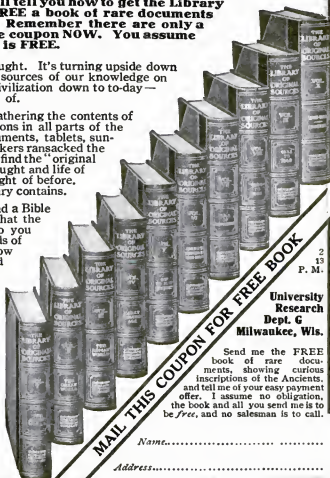 ll tell you how to get the Library
REE a book of rare documents
Remember there are only a
e coupon NOW. You assume
is FREE.
ught. It's turning upside down
sources of our knowledge on
ivilization down to to-day—
of.
athering the contents of
ons in all parts of the
uments, tablets, sun-
kers ransacked the
find the "original
ught and life of
ght of before.
ry contains.
d a Bible
hat the
o you
ds of
ow
d
THE LIBRARY OF ORIGINAL SOURCES
MAIL THIS COUPON FOR FREE BOOK
2
13
P. M.
University
Research
Dept. G
Milwaukee, Wis.
Send me the FREE
book of rare docu-
ments, showing curious
inscriptions of the Ancients,
and tell me of your easy payment
offer. I assume no obligation,
the book and all you send me is to
be free, and no salesman is to call.
Name
Address